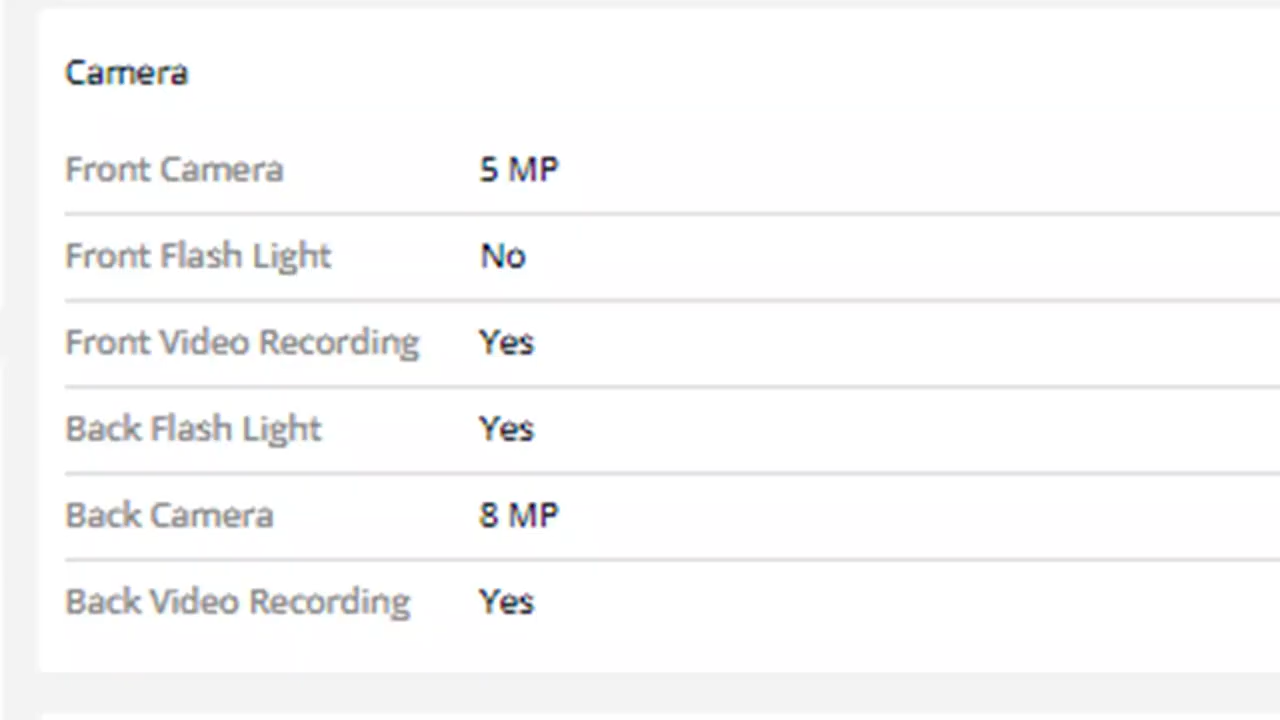 Camera
Front Camera 5 MP
Front Flash Light No
Front Video Recording Yes
Back Flash Light Yes
Back Camera 8 MP
Back Video Recording Yes